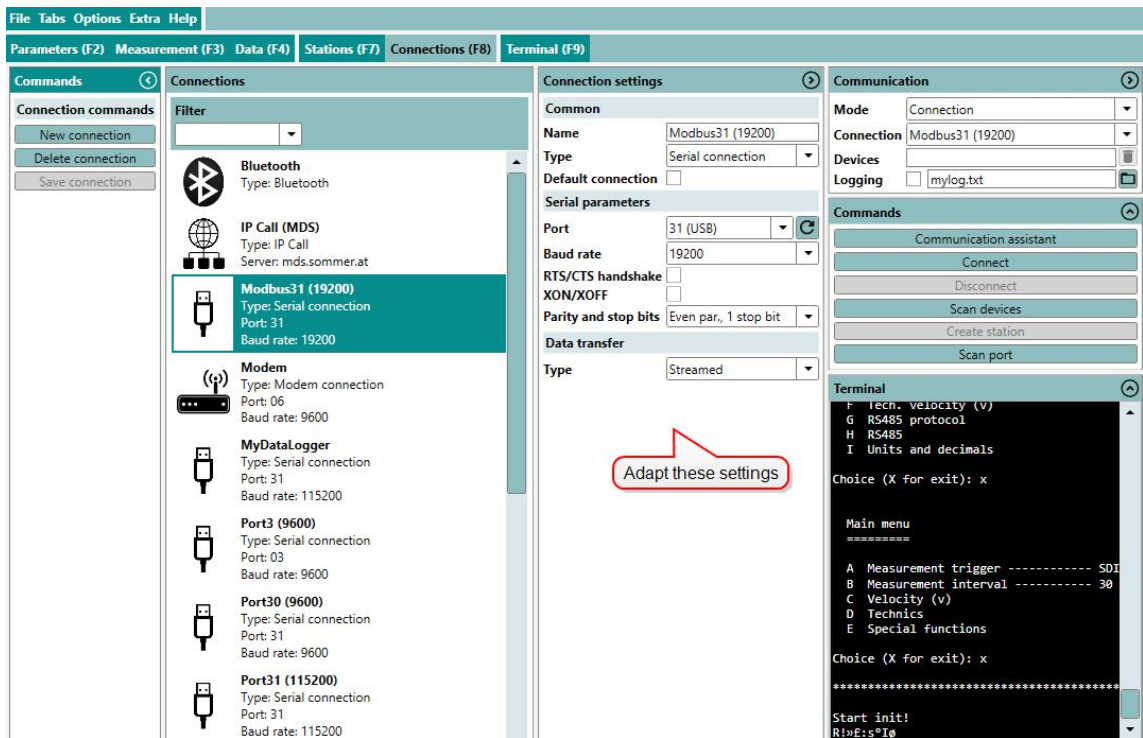 File Tabs Options Extra Help
Parameters (F2) Measurement (F3) Data (F4) Stations (F7) Connections (F8) Terminal (F9)
Commands
Connection commands
New connection
Delete connection
Save connection
Connections
Filter
Bluetooth
Type: Bluetooth
IP Call (MDS)
Type: IP Call
Server: mds.sommer.at
Modbus31 (19200)
Type: Serial connection
Port: 31
Baud rate: 19200
Modem
Type: Modem connection
Port: 06
Baud rate: 9600
MyDataLogger
Type: Serial connection
Port: 31
Baud rate: 115200
Port3 (9600)
Type: Serial connection
Port: 03
Baud rate: 9600
Port30 (9600)
Type: Serial connection
Port: 31
Baud rate: 9600
Port31 (115200)
Type: Serial connection
Port: 31
Baud rate: 115200
Connection settings
Common
Name Modbus31 (19200)
Type Serial connection
Default connection
Serial parameters
Port 31 (USB)
Baud rate 19200
RTS/CTS handshake
XON/XOFF
Parity and stop bits Even par., 1 stop bit
Data transfer
Type Streamed
Adapt these settings
Communication
Mode Connection
Connection Modbus31 (19200)
Devices
Logging mylog.txt
Commands
Communication assistant
Connect
Disconnect
Scan devices
Create station
Scan port
Terminal
F Tech. velocity (v)
G RS485 protocol
H RS485
I Units and decimals
Choice (X for exit): x
Main menu
=========
A Measurement trigger ------------ SDI
B Measurement interval ----------- 30
C Velocity (v)
D Technics
E Special functions
Choice (X for exit): x
*****************************************
Start init!
R!»£:s°Iø